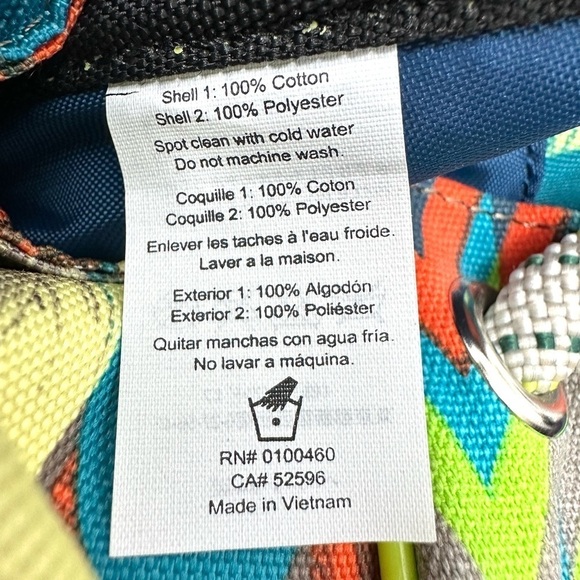 Shell 1: 100% Cotton
Shell 2: 100% Polyester
Spot clean with cold water
Do not machine wash.
Coquille 1: 100% Coton
Coquille 2: 100% Polyester
Enlever les taches à l'eau froide.
Laver a la maison.
Exterior 1: 100% Algodón
Exterior 2: 100% Poliéster
Quitar manchas con agua fría.
No lavar a máquina.
RN# 0100460
CA# 52596
Made in Vietnam